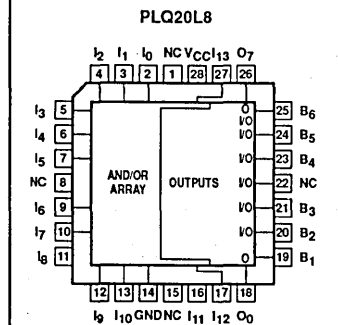 PLQ20L8
I2 I1 I0 NC VCC I13 O7
4 3 2 1 28 27 26
I3 5 O 25 B6
I/O
I4 6 I/O 24 B5
I5 7 I/O 23 B4
NC 8 AND/OR ARRAY OUTPUTS I/O 22 NC
I6 9 I/O 21 B3
I7 10 I/O 20 B2
I8 11 O 19 B1
12 13 14 15 16 17 18
I9 I10 GND NC I11 I12 O0